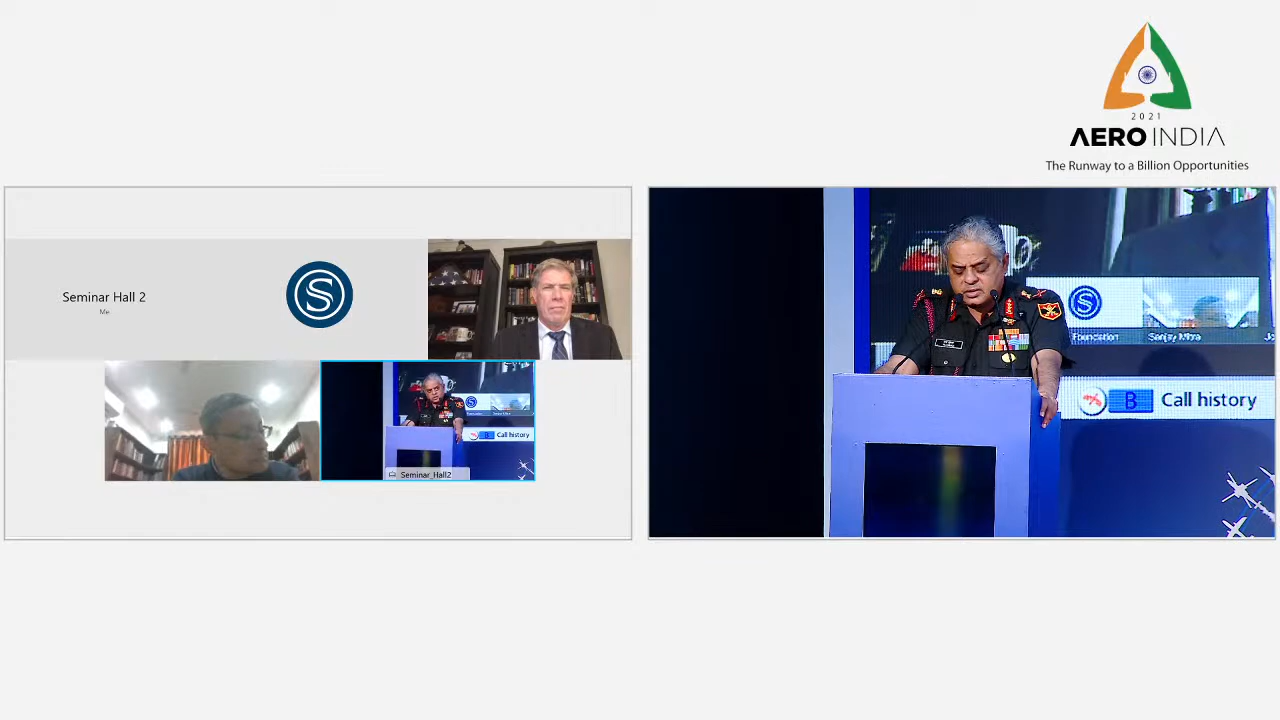 2021
AERO INDIA
The Runway to a Billion Opportunities
Seminar Hall 2
Me
S
Call history
Seminar_Hall2
Foundation
Sanjay Mitra
B Call history